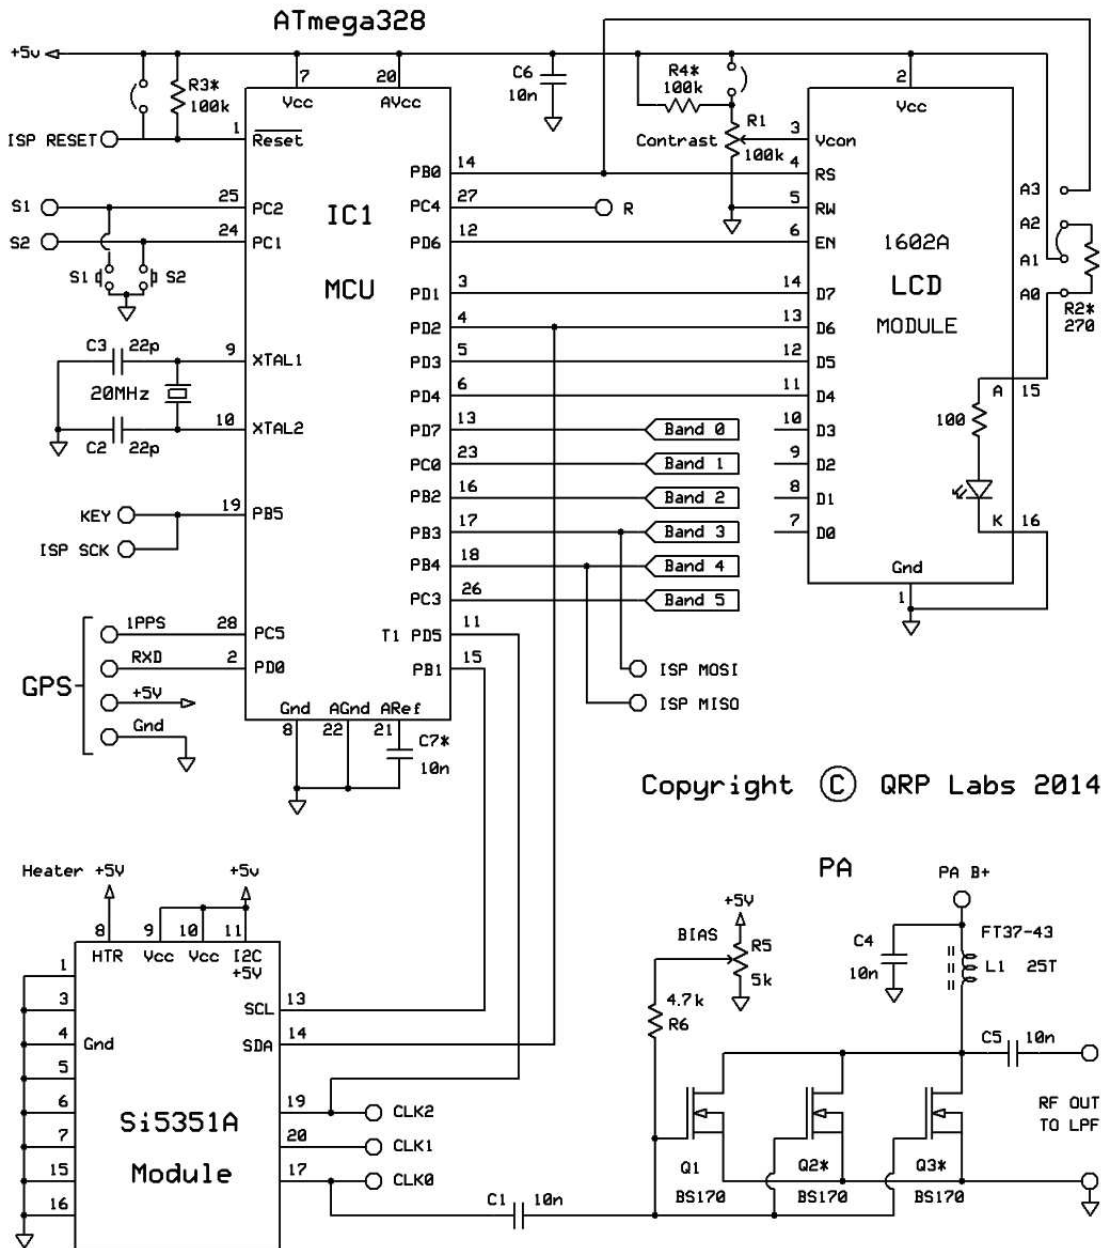 ATmega328
+5v
C6
10n
R3*
100k
R4*
100k
7
Vcc
20
AVcc
2
Vcc
ISP RESET
1
Reset
Contrast
R1
100k
3
Vcon
14
PB0
4
RS
S1
25
PC2
IC1
27
PC4
R
5
RW
S2
24
PC1
12
PD6
6
EN
1602A
S1
S2
MCU
3
PD1
14
D7
LCD
4
PD2
13
D6
MODULE
A3
A2
A1
A0
R2*
270
C3
22p
9
XTAL1
5
PD3
12
D5
20MHz
6
PD4
11
D4
A
15
C2
22p
10
XTAL2
13
PD7
Band 0
10
D3
100
23
PC0
Band 1
9
D2
16
PB2
Band 2
8
D1
KEY
19
PB5
17
PB3
Band 3
7
D0
K
16
ISP SCK
18
PB4
Band 4
Gnd
1
26
PC3
Band 5
GPS
1PPS
28
PC5
11
T1 PD5
RXD
2
PD0
15
PB1
ISP MOSI
+5V
ISP MISO
Gnd
Gnd
8
AGnd
22
ARef
21
C7*
10n
Copyright © QRP Labs 2014
Heater +5V
+5v
8
HTR
9
Vcc
10
Vcc
11
I2C
+5V
1
3
4
Gnd
5
6
7
15
16
SCL
13
SDA
14
19
CLK2
20
CLK1
17
CLK0
Si5351A
Module
PA
PA B+
+5V
BIAS
R5
5k
C4
10n
FT37-43
L1 25T
4.7k
R6
C5
10n
RF OUT
TO LPF
Q1
BS170
Q2*
BS170
Q3*
BS170
C1
10n